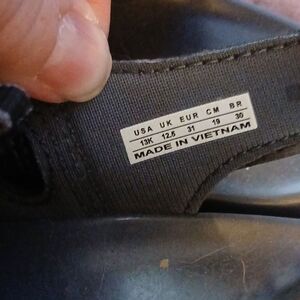 USA UK EUR CM BR
13K 12.5 31 19 30
MADE IN VIETNAM